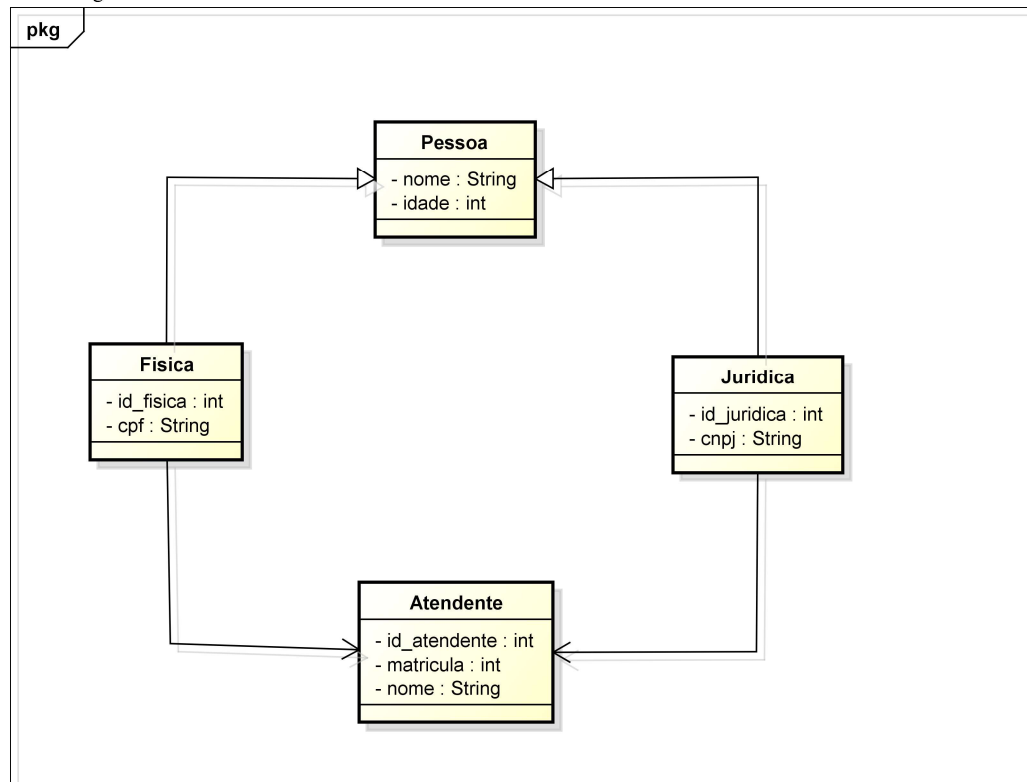 pkg
Pessoa
- nome : String
- idade : int
Fisica
- id_fisica : int
- cpf : String
Juridica
- id_juridica : int
- cnpj : String
Atendente
- id_atendente : int
- matricula : int
- nome : String